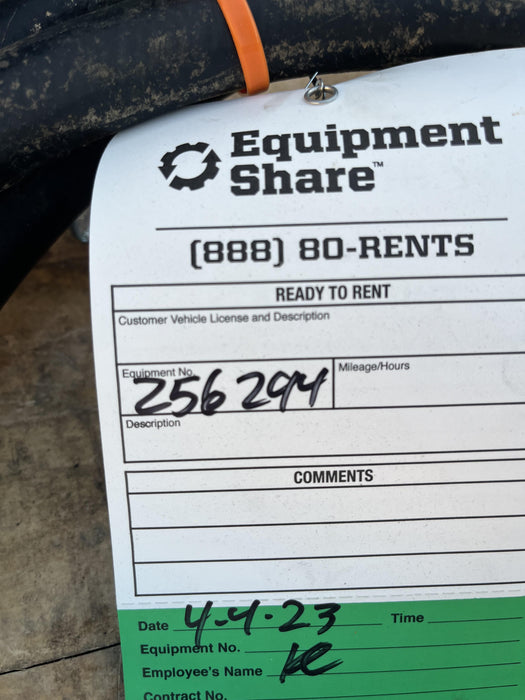 Equipment
Share™
(888) 80-RENTS
READY TO RENT
Customer Vehicle License and Description
Equipment No. 256294
Mileage/Hours
Description
COMMENTS
Date 4-4-23 Time
Equipment No.
Employee's Name
Contract No.